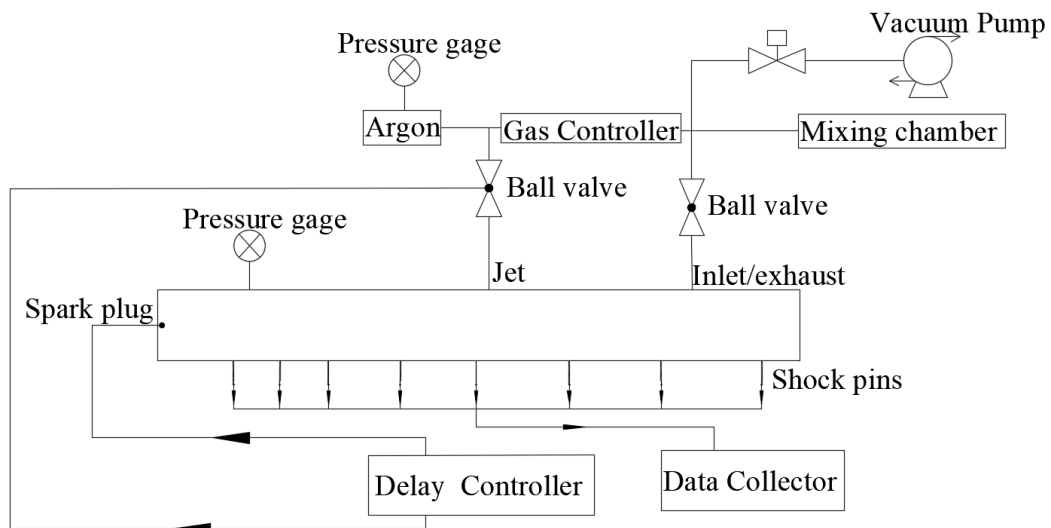 Vacuum Pump
Pressure gage
Argon
Gas Controller
Mixing chamber
Ball valve
Ball valve
Pressure gage
Jet
Inlet/exhaust
Spark plug
Shock pins
Delay Controller
Data Collector